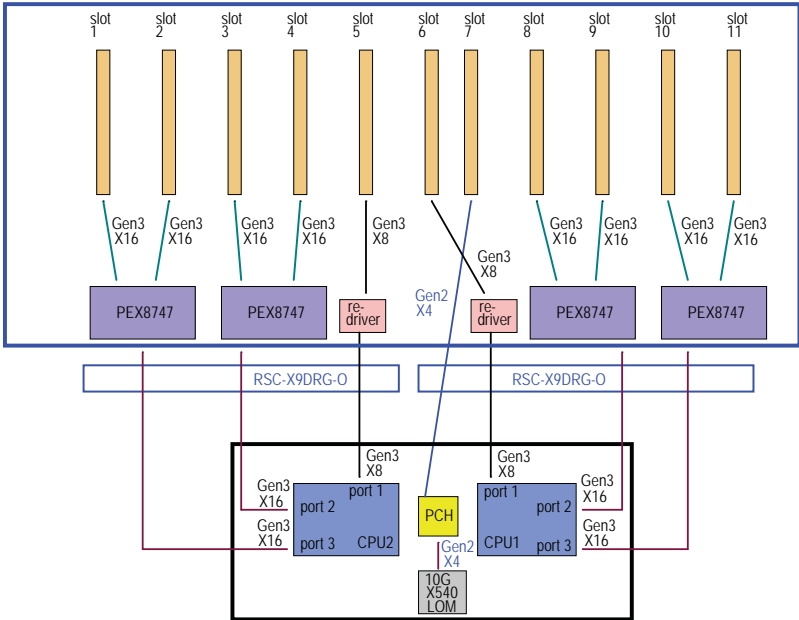 slot 1
slot 2
slot 3
slot 4
slot 5
slot 6
slot 7
slot 8
slot 9
slot 10
slot 11
Gen3 X16
Gen3 X16
Gen3 X16
Gen3 X16
Gen3 X8
Gen3 X8
Gen2 X4
Gen3 X16
Gen3 X16
Gen3 X16
Gen3 X16
PEX8747
PEX8747
re-driver
re-driver
PEX8747
PEX8747
RSC-X9DRG-O
RSC-X9DRG-O
Gen3 X8
Gen3 X8
Gen3 X16
port 1
port 2
port 1
port 2
Gen3 X16
Gen3 X16
port 3
CPU2
PCH
CPU1
port 3
Gen3 X16
Gen2 X4
10G X540 LOM